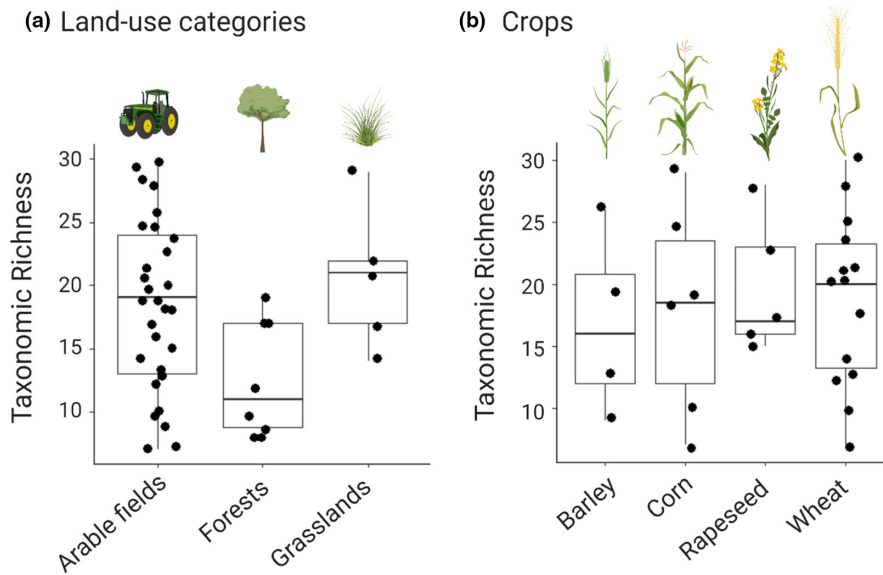 (a) Land-use categories
Taxonomic Richness
30
25
20
15
10
Arable fields
Forests
Grasslands
(b) Crops
Taxonomic Richness
30
25
20
15
10
Barley
Corn
Rapeseed
Wheat